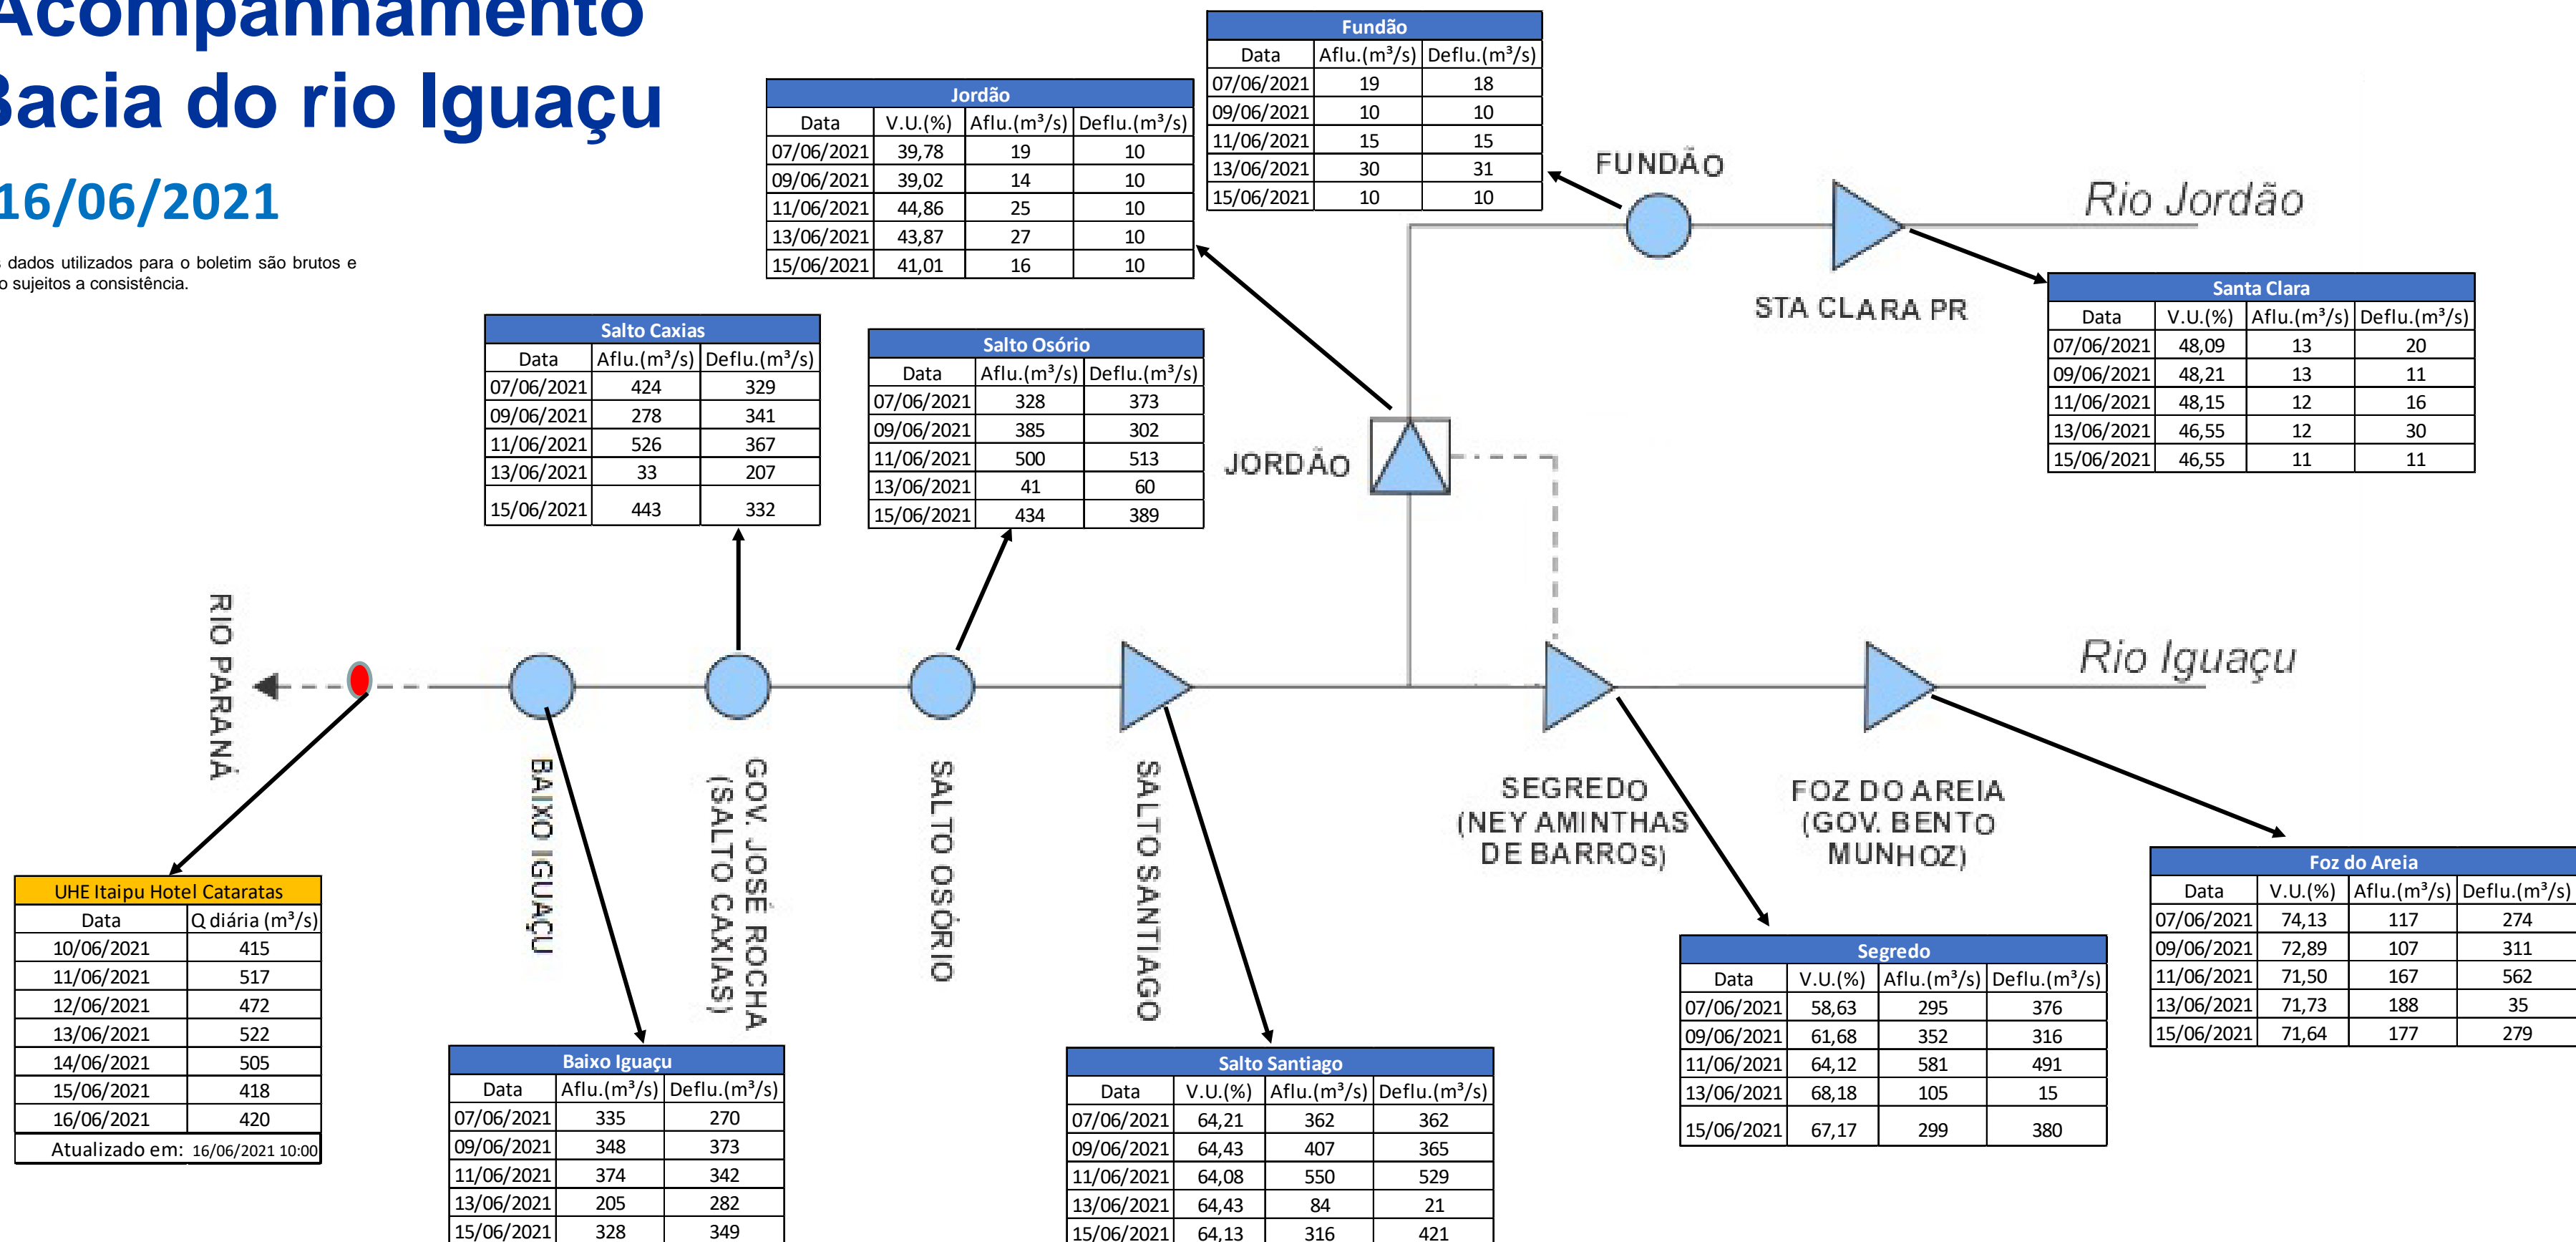 Acompanhamento
Bacia do rio Iguaçu
16/06/2021
s dados utilizados para o boletim são brutos e
o sujeitos a consistência.
Fundão
Data Aflu.(m³/s) Deflu.(m³/s)
07/06/2021 19 18
09/06/2021 10 10
11/06/2021 15 15
13/06/2021 30 31
15/06/2021 10 10
Jordão
Data V.U.(%) Aflu.(m³/s) Deflu.(m³/s)
07/06/2021 39,78 19 10
09/06/2021 39,02 14 10
11/06/2021 44,86 25 10
13/06/2021 43,87 27 10
15/06/2021 41,01 16 10
FUNDÃO
STA CLARA PR
Rio Jordão
Santa Clara
Data V.U.(%) Aflu.(m³/s) Deflu.(m³/s)
07/06/2021 48,09 13 20
09/06/2021 48,21 13 11
11/06/2021 48,15 12 16
13/06/2021 46,55 12 30
15/06/2021 46,55 11 11
Salto Caxias
Data Aflu.(m³/s) Deflu.(m³/s)
07/06/2021 424 329
09/06/2021 278 341
11/06/2021 526 367
13/06/2021 33 207
15/06/2021 443 332
Salto Osório
Data Aflu.(m³/s) Deflu.(m³/s)
07/06/2021 328 373
09/06/2021 385 302
11/06/2021 500 513
13/06/2021 41 60
15/06/2021 434 389
JORDÃO
RIO PARANÁ
BAIXO IGUAÇU
GOV. JOSÉ ROCHA
(SALTO CAXIAS)
SALTO OSÓRIO
SALTO SANTIAGO
SEGREDO
(NEY AMINTHAS
DE BARROS)
FOZ DO AREIA
(GOV. BENTO
MUNHOZ)
Rio Iguaçu
UHE Itaipu Hotel Cataratas
Data Q diária (m³/s)
10/06/2021 415
11/06/2021 517
12/06/2021 472
13/06/2021 522
14/06/2021 505
15/06/2021 418
16/06/2021 420
Atualizado em: 16/06/2021 10:00
Baixo Iguaçu
Data Aflu.(m³/s) Deflu.(m³/s)
07/06/2021 335 270
09/06/2021 348 373
11/06/2021 374 342
13/06/2021 205 282
15/06/2021 328 349
Salto Santiago
Data V.U.(%) Aflu.(m³/s) Deflu.(m³/s)
07/06/2021 64,21 362 362
09/06/2021 64,43 407 365
11/06/2021 64,08 550 529
13/06/2021 64,43 84 21
15/06/2021 64,13 316 421
Segredo
Data V.U.(%) Aflu.(m³/s) Deflu.(m³/s)
07/06/2021 58,63 295 376
09/06/2021 61,68 352 316
11/06/2021 64,12 581 491
13/06/2021 68,18 105 15
15/06/2021 67,17 299 380
Foz do Areia
Data V.U.(%) Aflu.(m³/s) Deflu.(m³/s)
07/06/2021 74,13 117 274
09/06/2021 72,89 107 311
11/06/2021 71,50 167 562
13/06/2021 71,73 188 35
15/06/2021 71,64 177 279